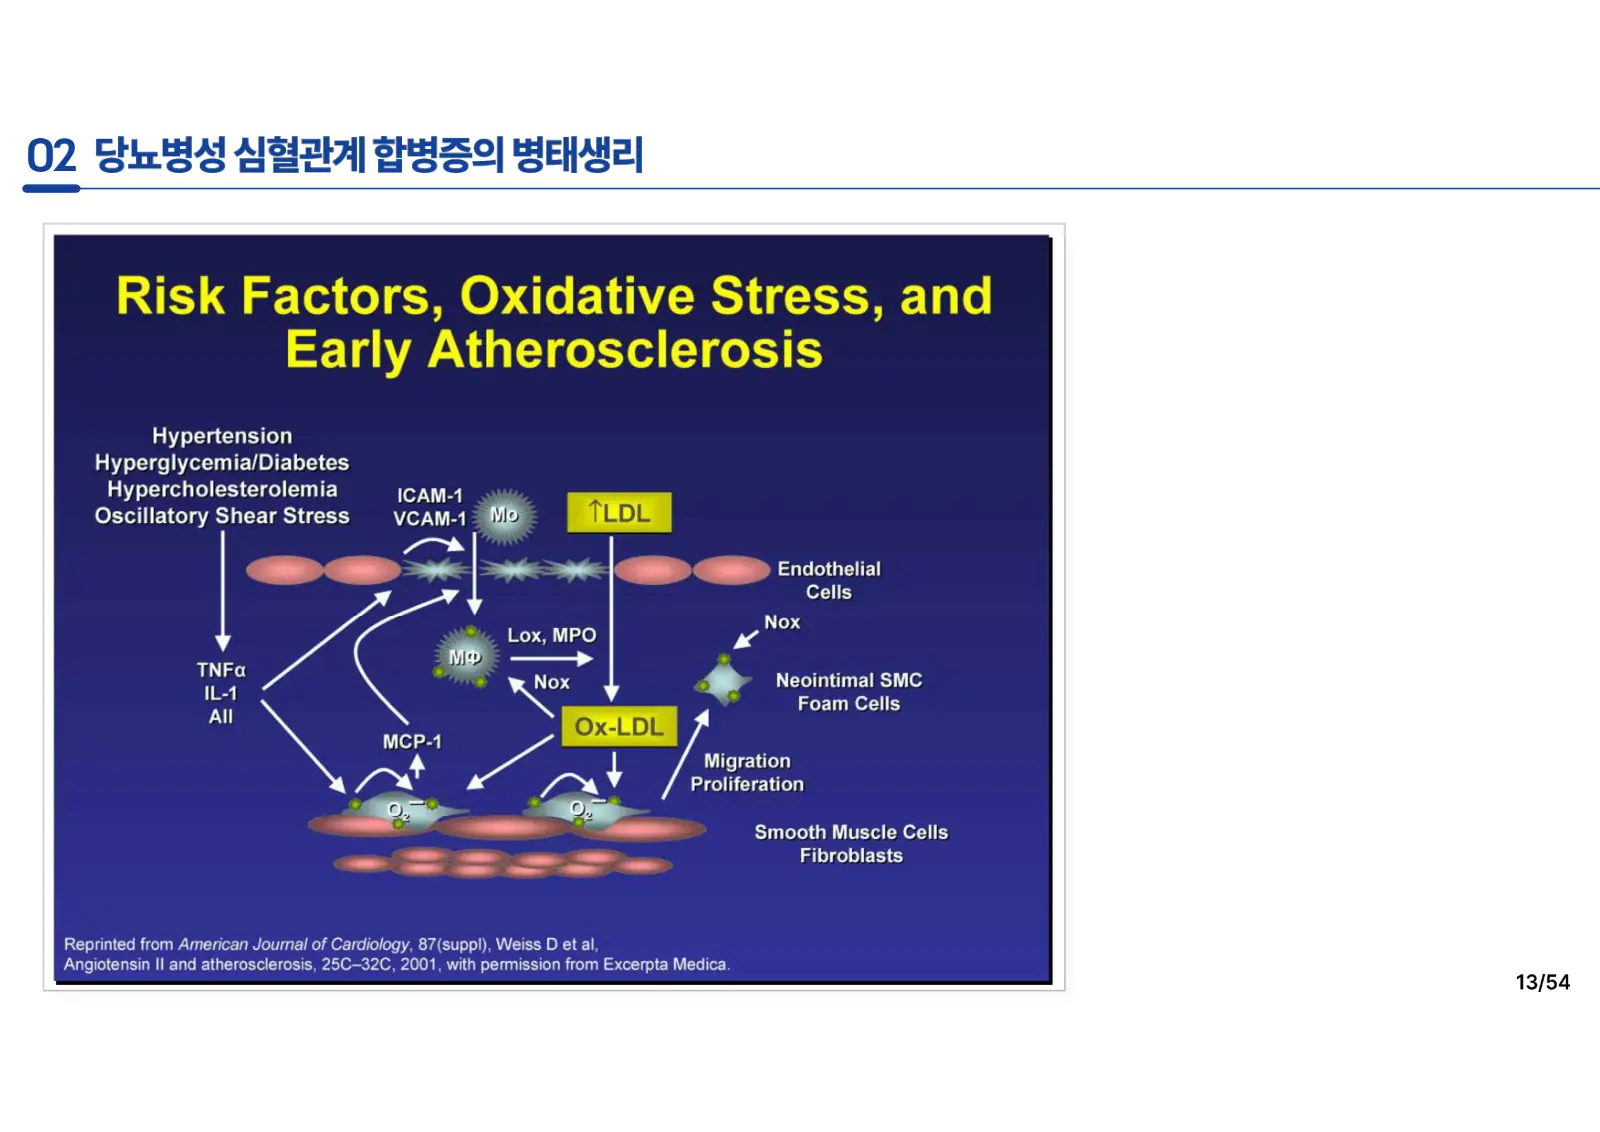 02 당뇨병성 심혈관계 합병증의 병태생리
Risk Factors, Oxidative Stress, and
Early Atherosclerosis
Hypertension
Hyperglycemia/Diabetes
Hypercholesterolemia
Oscillatory Shear Stress
ICAM-1
VCAM-1
Mo
↑LDL
Endothelial
Cells
Nox
Lox, MPO
MΦ
Nox
TNFα
IL-1
AII
Neointimal SMC
Foam Cells
Ox-LDL
MCP-1
Migration
Proliferation
O₂⁻
O₂⁻
Smooth Muscle Cells
Fibroblasts
Reprinted from American Journal of Cardiology, 87(suppl), Weiss D et al,
Angiotensin II and atherosclerosis, 25C–32C, 2001, with permission from Excerpta Medica.
13/54